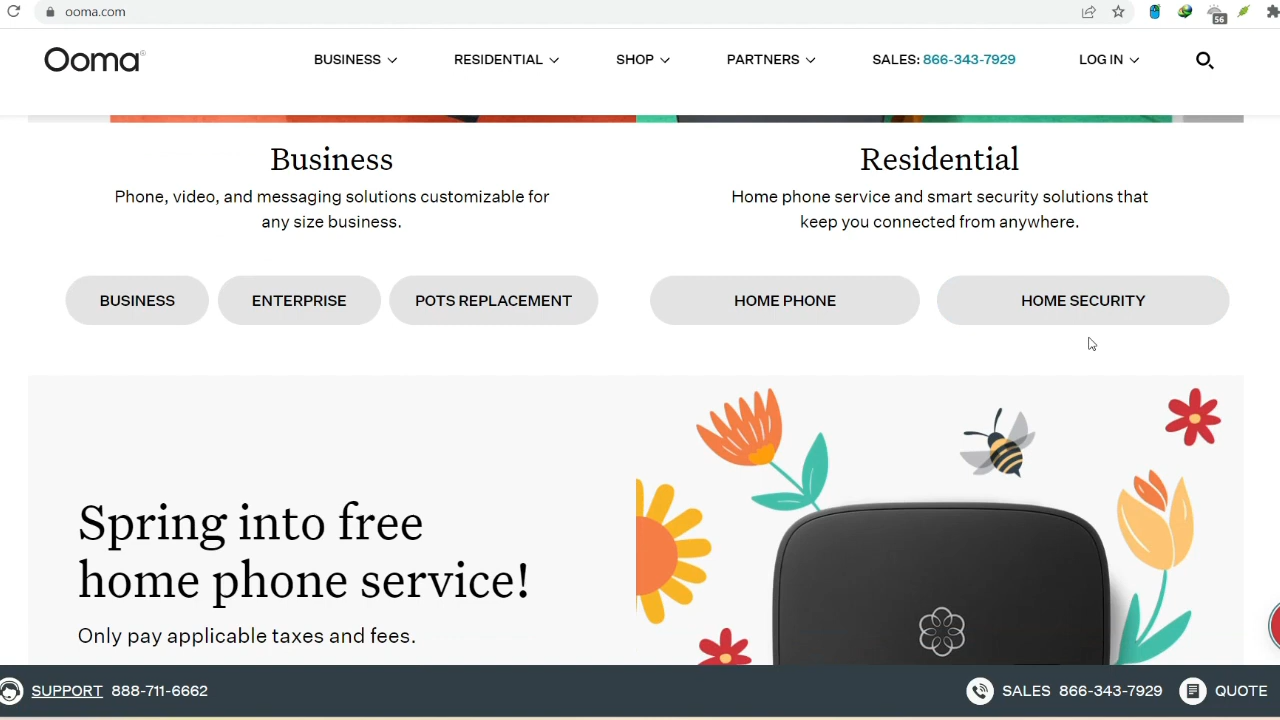 ooma.com
56
Ooma®
BUSINESS
RESIDENTIAL
SHOP
PARTNERS
SALES: 866-343-7929
LOG IN
Business
Phone, video, and messaging solutions customizable for
any size business.
BUSINESS
ENTERPRISE
POTS REPLACEMENT
Residential
Home phone service and smart security solutions that
keep you connected from anywhere.
HOME PHONE
HOME SECURITY
Spring into free
home phone service!
Only pay applicable taxes and fees.
SUPPORT 888-711-6662
SALES 866-343-7929
QUOTE